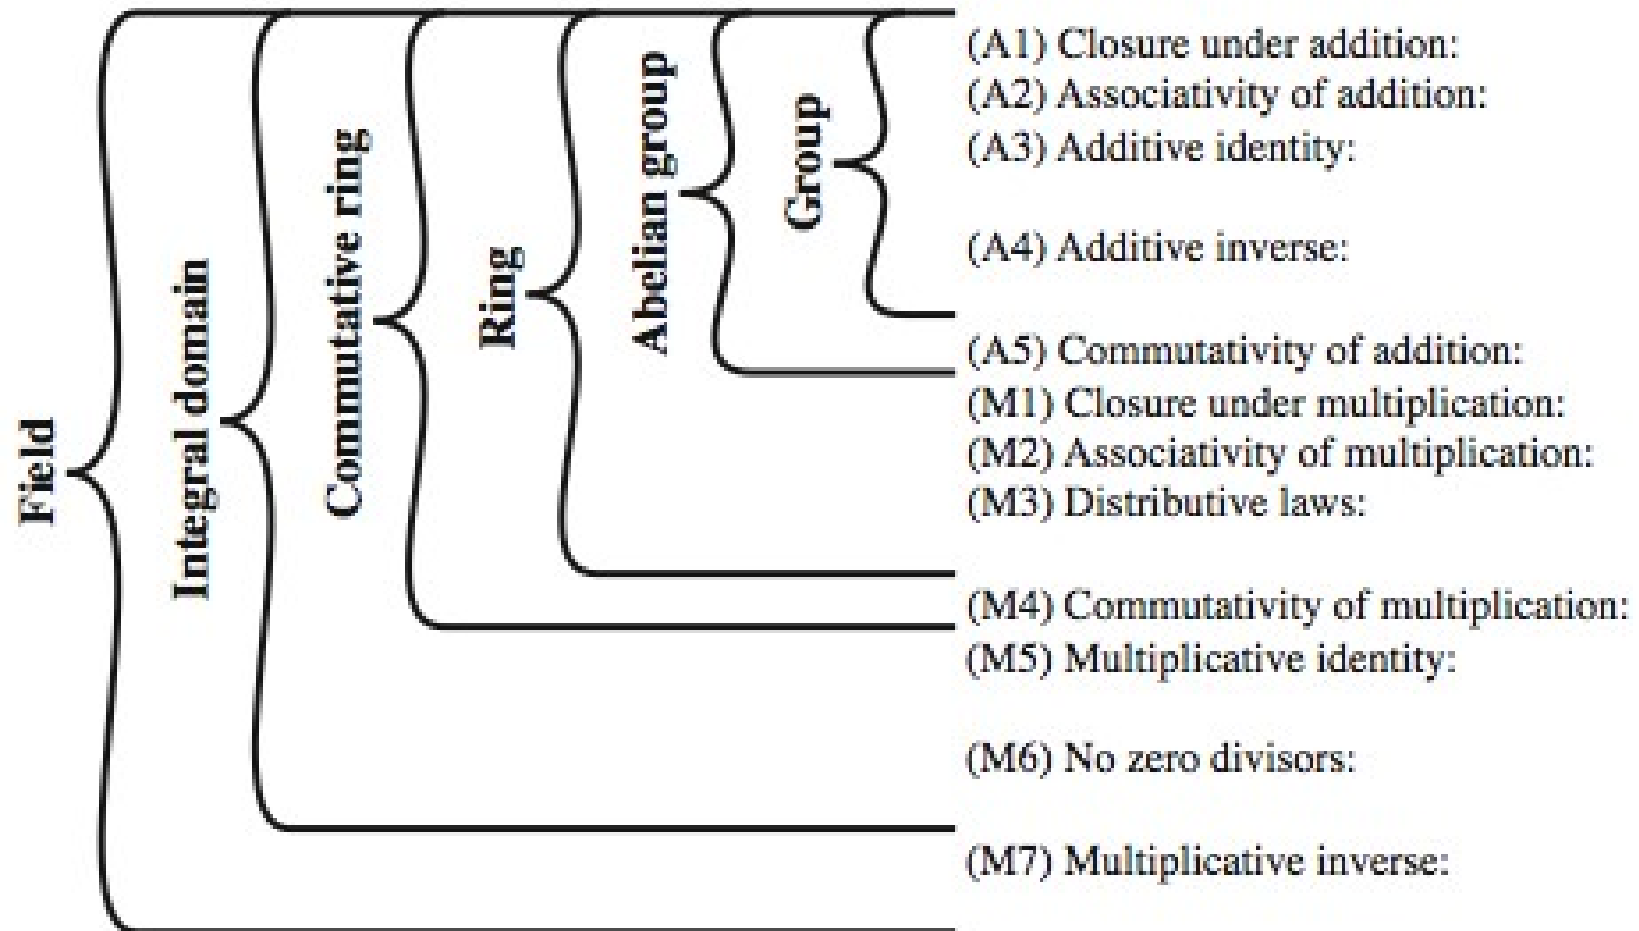 Field
Integral domain
Commutative ring
Ring
Abelian group
Group
(A1) Closure under addition:
(A2) Associativity of addition:
(A3) Additive identity:
(A4) Additive inverse:
(A5) Commutativity of addition:
(M1) Closure under multiplication:
(M2) Associativity of multiplication:
(M3) Distributive laws:
(M4) Commutativity of multiplication:
(M5) Multiplicative identity:
(M6) No zero divisors:
(M7) Multiplicative inverse: